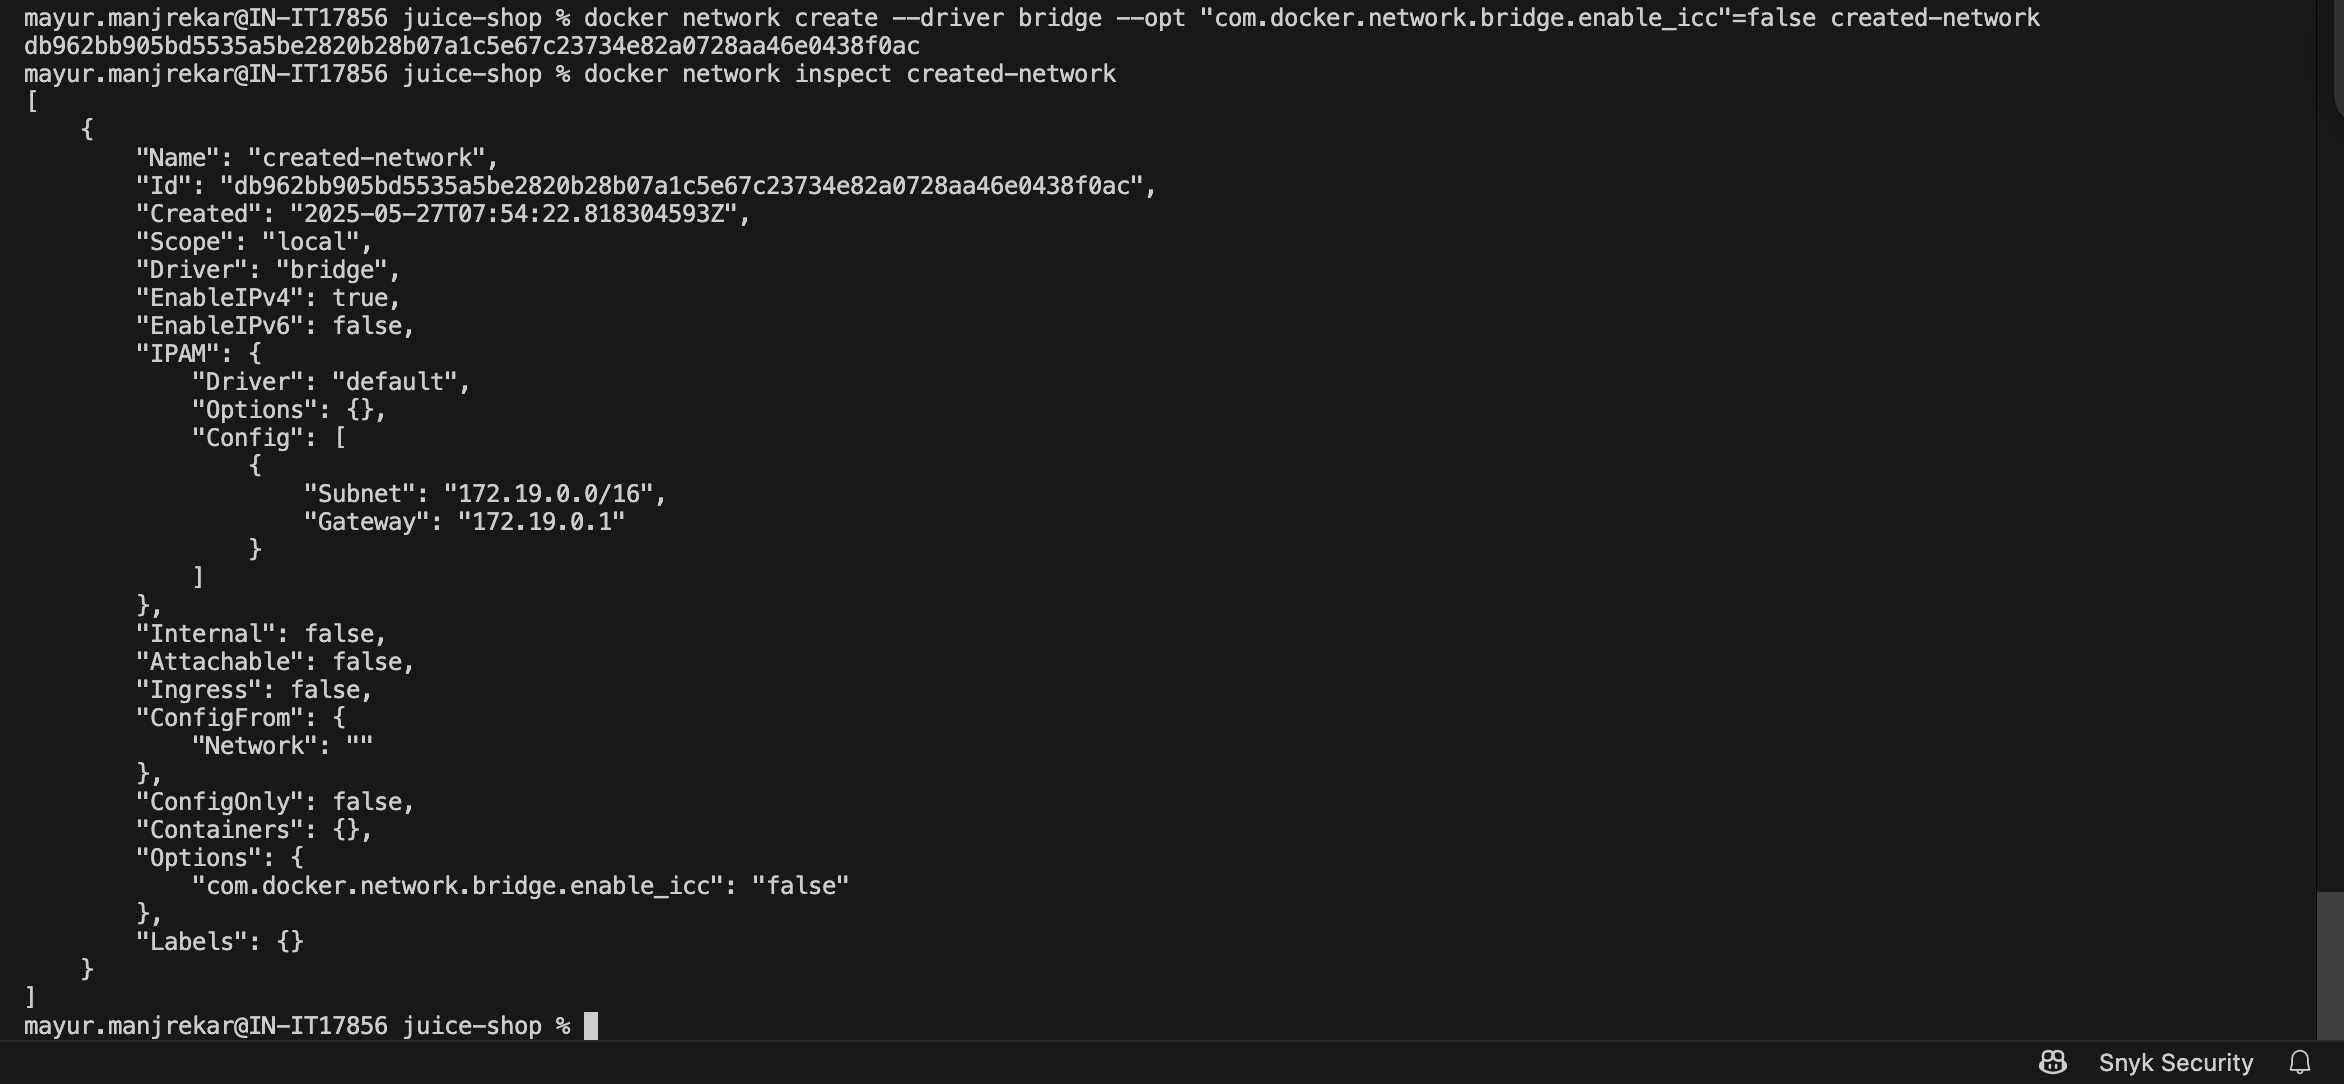 mayur.manjrekar@IN-IT17856 juice-shop % docker network create --driver bridge --opt "com.docker.network.bridge.enable_icc"=false created-network
db962bb905bd5535a5be2820b28b07a1c5e67c23734e82a0728aa46e0438f0ac
mayur.manjrekar@IN-IT17856 juice-shop % docker network inspect created-network
[
    {
        "Name": "created-network",
        "Id": "db962bb905bd5535a5be2820b28b07a1c5e67c23734e82a0728aa46e0438f0ac",
        "Created": "2025-05-27T07:54:22.818304593Z",
        "Scope": "local",
        "Driver": "bridge",
        "EnableIPv4": true,
        "EnableIPv6": false,
        "IPAM": {
            "Driver": "default",
            "Options": {},
            "Config": [
                {
                    "Subnet": "172.19.0.0/16",
                    "Gateway": "172.19.0.1"
                }
            ]
        },
        "Internal": false,
        "Attachable": false,
        "Ingress": false,
        "ConfigFrom": {
            "Network": ""
        },
        "ConfigOnly": false,
        "Containers": {},
        "Options": {
            "com.docker.network.bridge.enable_icc": "false"
        },
        "Labels": {}
    }
]
mayur.manjrekar@IN-IT17856 juice-shop %
Snyk Security